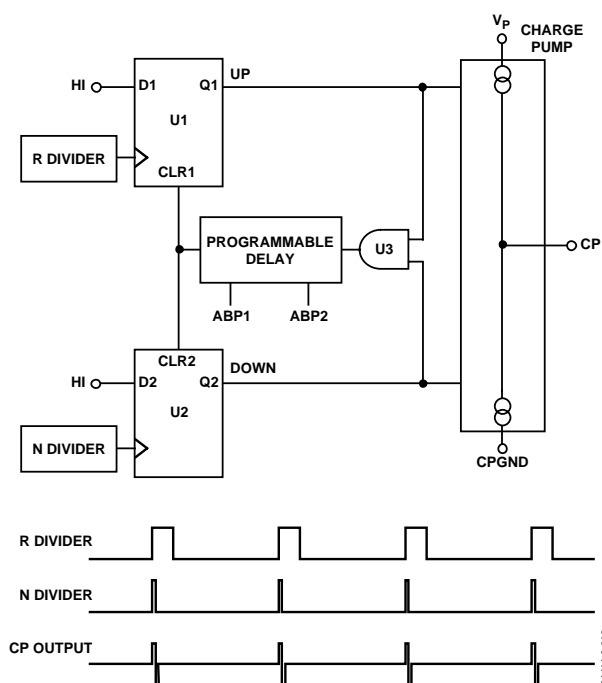 VP
CHARGE
PUMP
HI
D1
Q1
UP
U1
R DIVIDER
CLR1
PROGRAMMABLE
DELAY
U3
CP
ABP1
ABP2
CLR2
DOWN
HI
D2
Q2
U2
N DIVIDER
CPGND
R DIVIDER
N DIVIDER
CP OUTPUT